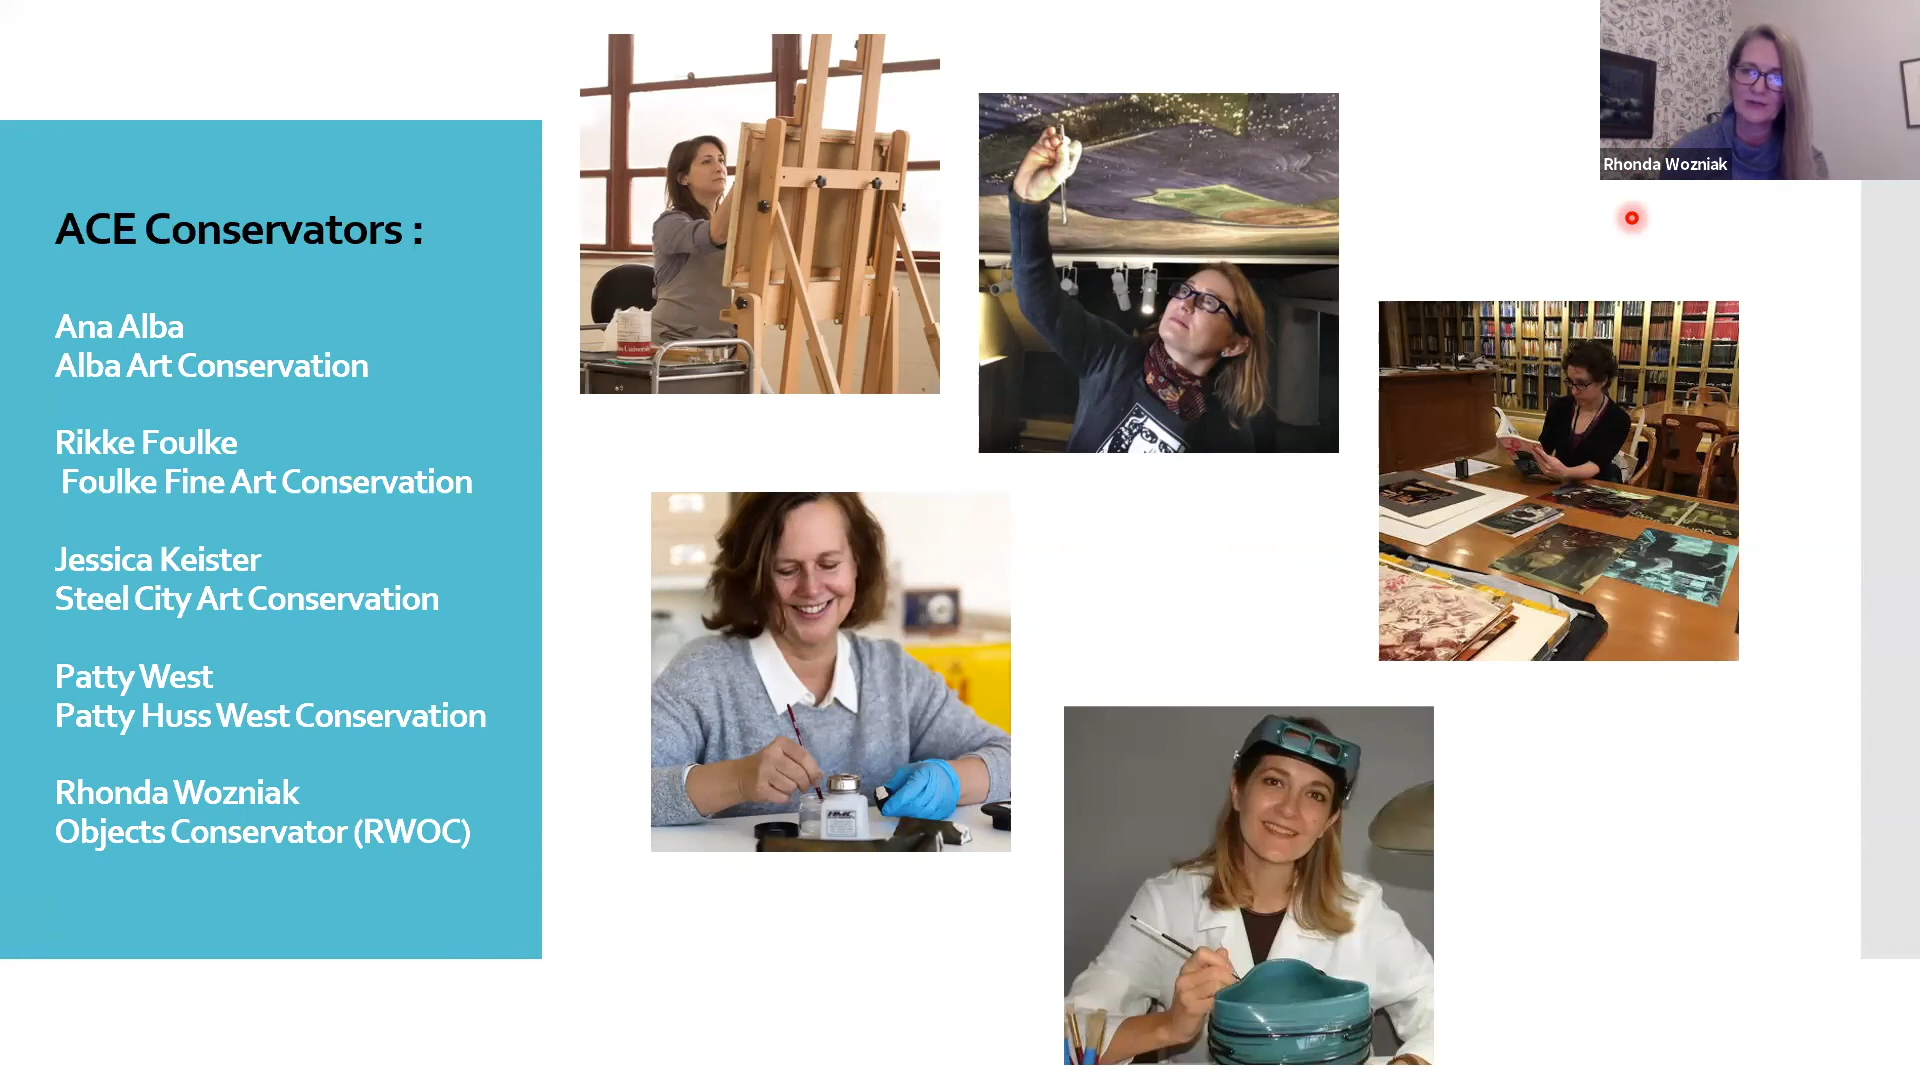 ACE Conservators :
Ana Alba
Alba Art Conservation
Rikke Foulke
Foulke Fine Art Conservation
Jessica Keister
Steel City Art Conservation
Patty West
Patty Huss West Conservation
Rhonda Wozniak
Objects Conservator (RWOC)
Rhonda Wozniak
HMC